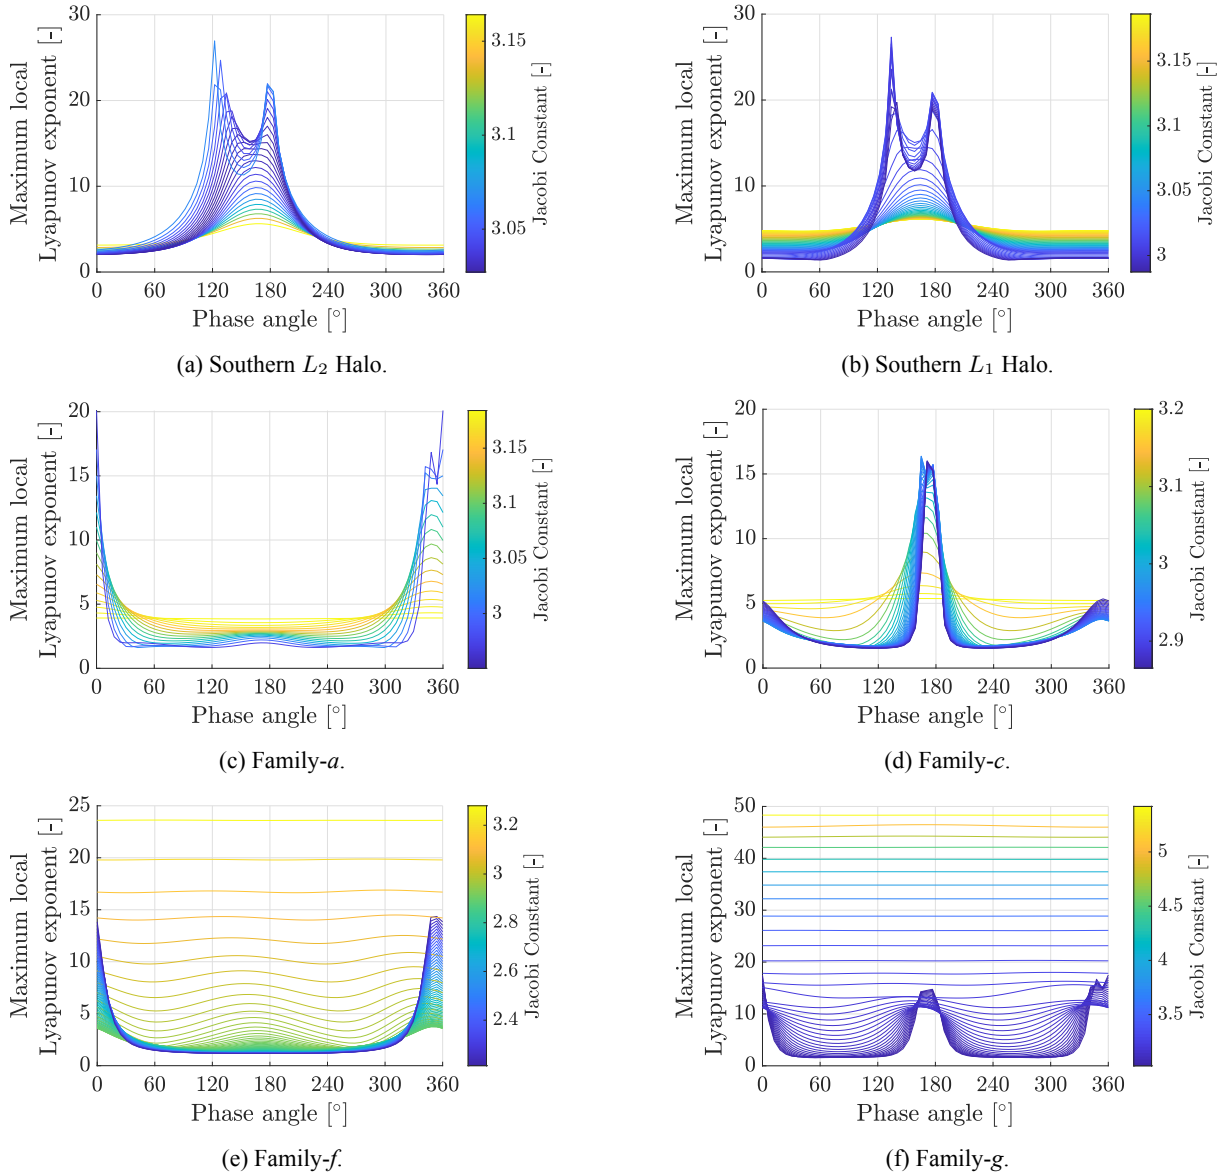 Maximum local
Lyapunov exponent [-]
30
20
10
0
0 60 120 180 240 300 360
Phase angle [°]
3.15
3.1
3.05
Jacobi Constant [-]
(a) Southern L2 Halo.
Maximum local
Lyapunov exponent [-]
30
20
10
0
0 60 120 180 240 300 360
Phase angle [°]
3.15
3.1
3.05
3
Jacobi Constant [-]
(b) Southern L1 Halo.
Maximum local
Lyapunov exponent [-]
20
15
10
5
0
0 60 120 180 240 300 360
Phase angle [°]
3.15
3.1
3.05
3
Jacobi Constant [-]
(c) Family-a.
Maximum local
Lyapunov exponent [-]
20
15
10
5
0
0 60 120 180 240 300 360
Phase angle [°]
3.2
3.1
3
2.9
Jacobi Constant [-]
(d) Family-c.
Maximum local
Lyapunov exponent [-]
25
20
15
10
5
0
0 60 120 180 240 300 360
Phase angle [°]
3.2
3
2.8
2.6
2.4
Jacobi Constant [-]
(e) Family-f.
Maximum local
Lyapunov exponent [-]
50
40
30
20
10
0
0 60 120 180 240 300 360
Phase angle [°]
5
4.5
4
3.5
Jacobi Constant [-]
(f) Family-g.